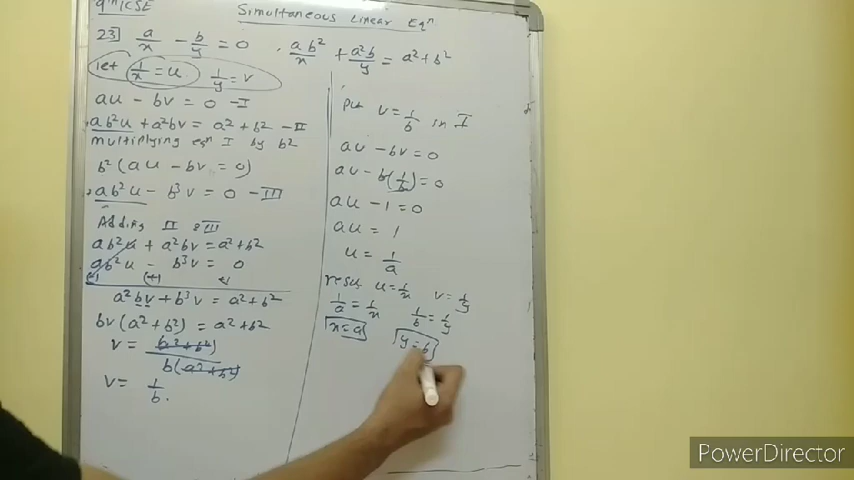 9th ICSE
Simultaneous Linear Eqn
23] a/x - b/y = 0 , ab²/x + a²b/y = a² + b²
let 1/x = u 1/y = v
au - bv = 0 - I
ab²u + a²bv = a² + b² - II
multiplying eqn I by b²
b² (au - bv = 0)
ab²u - b³v = 0 - III
Adding II & III
ab²u + a²bv = a² + b²
ab²u - b³v = 0
(-) (+) (-)
a²bv + b³v = a² + b²
bv (a² + b²) = a² + b²
v = (a² + b²) / b(a² + b²)
v = 1/b.
Put v = 1/b in I
au - bv = 0
au - b(1/b) = 0
au - 1 = 0
au = 1
u = 1/a
resu u = 1/x v = 1/y
1/a = 1/x 1/b = 1/y
x = a y = b
PowerDirector